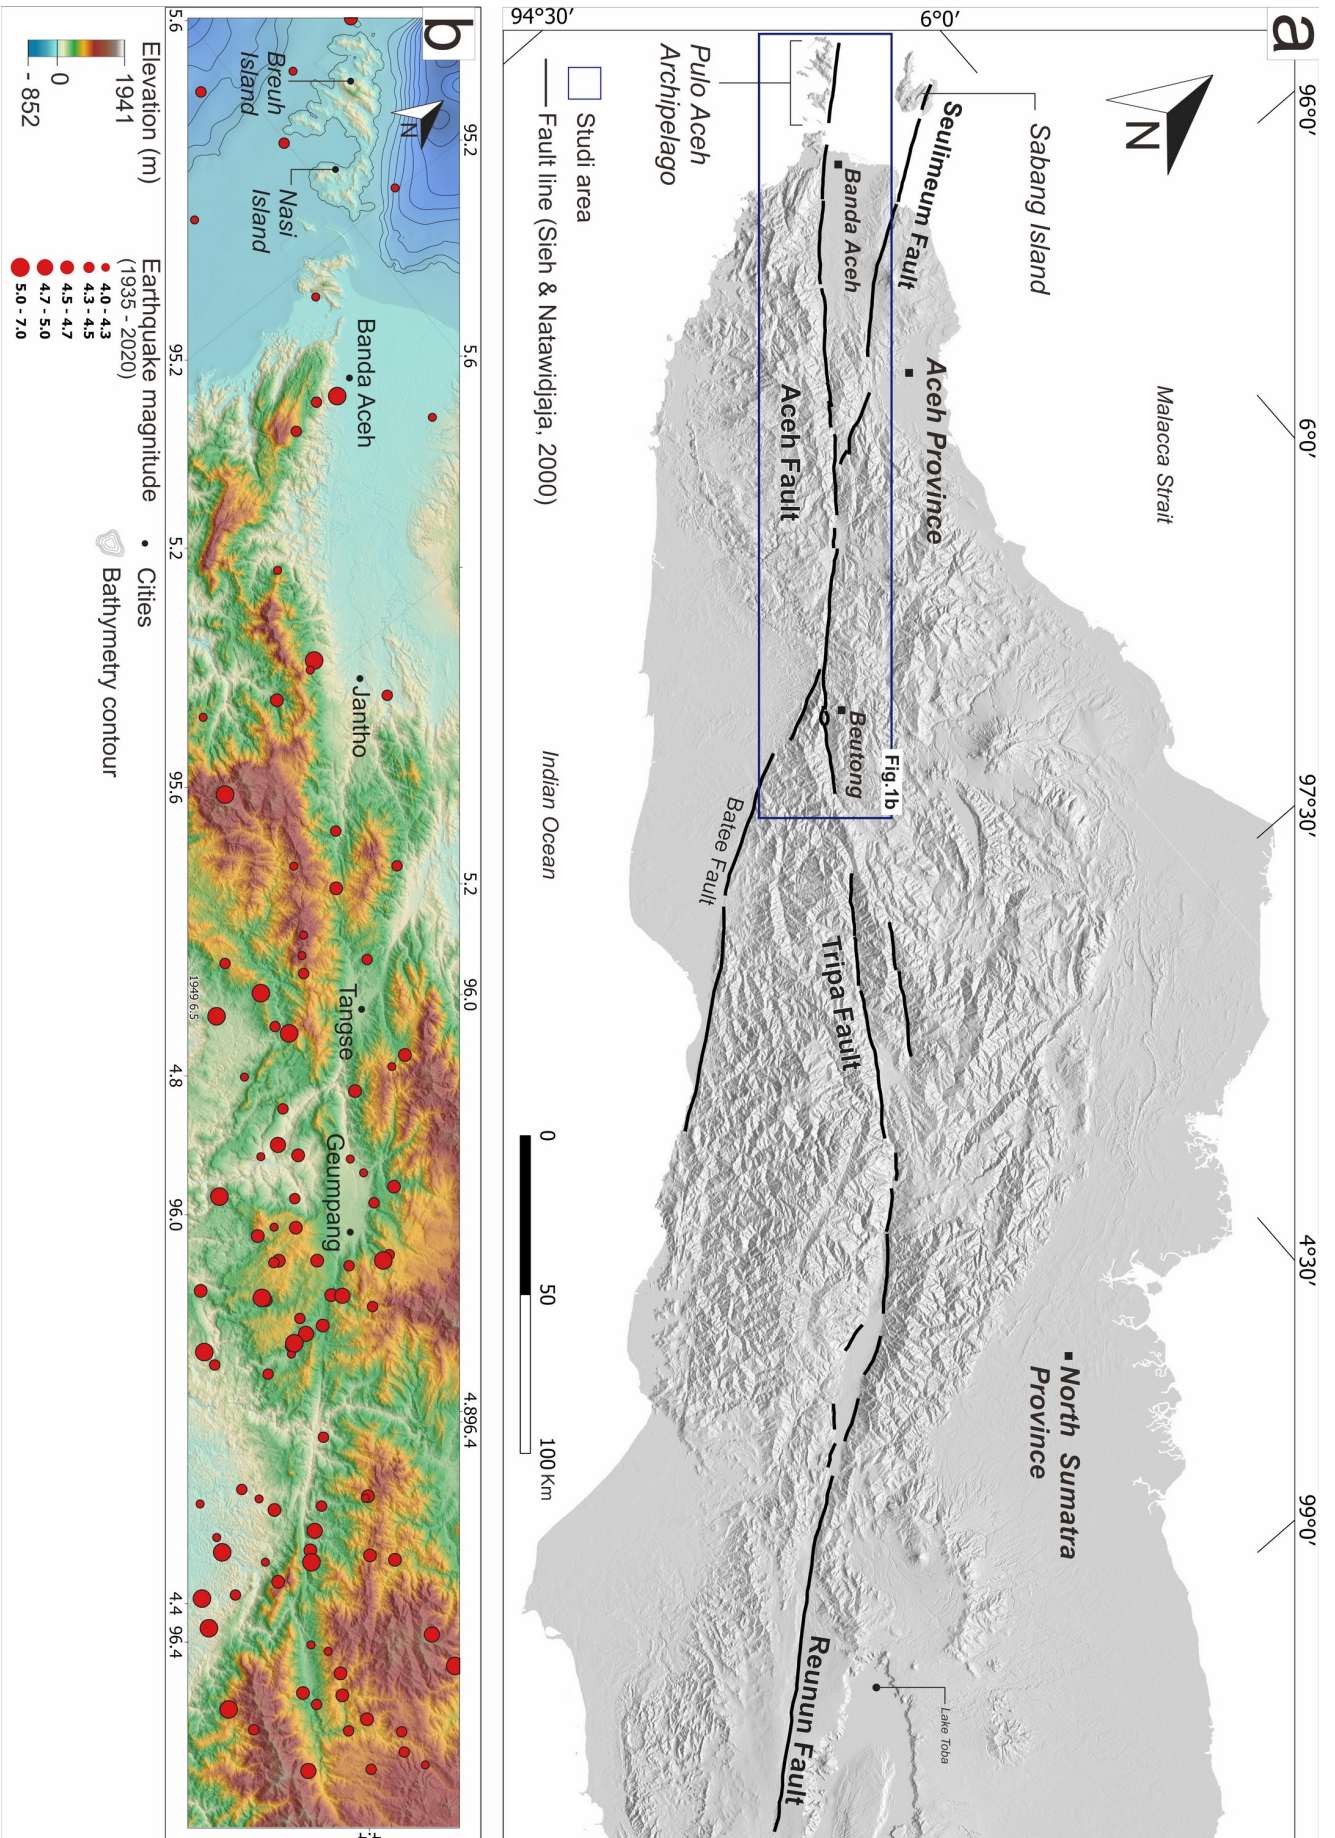 a
94°30'
6°0'
96°0'
6°0'
97°30'
4°30'
99°0'
N
Sabang Island
Malacca Strait
Seulimeum Fault
Aceh Province
Banda Aceh
Pulo Aceh
Archipelago
Aceh Fault
Beutong
Fig.1b
Batee Fault
Tripa Fault
North Sumatra
Province
Lake Toba
Reunun Fault
Indian Ocean
Studi area
Fault line (Sieh & Natawidjaja, 2000)
0
50
100 Km
b
95.2
5.6
5.2
96.0
4.896.4
N
Breuh
Island
Nasi
Island
Banda Aceh
Jantho
Tangse
Geumpang
1949 6.5
5.6
95.2
5.2
95.6
4.8
96.0
4.4 96.4
Elevation (m)
1941
0
- 852
Earthquake magnitude
(1935 - 2020)
4.0 - 4.3
4.3 - 4.5
4.5 - 4.7
4.7 - 5.0
5.0 - 7.0
Cities
Bathymetry contour